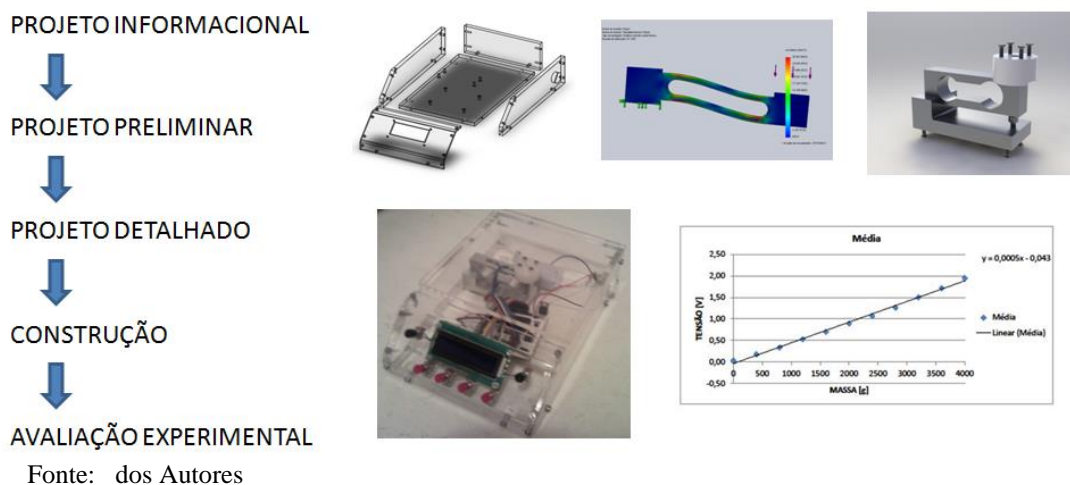 PROJETO INFORMACIONAL
PROJETO PRELIMINAR
PROJETO DETALHADO
CONSTRUÇÃO
AVALIAÇÃO EXPERIMENTAL
Fonte: dos Autores
Média
y = 0,0005x - 0,043
TENSÃO [V]
2,50
2,00
1,50
1,00
0,50
0,00
-0,50
0 500 1000 1500 2000 2500 3000 3500 4000
MASSA [g]
Média
Linear (Média)